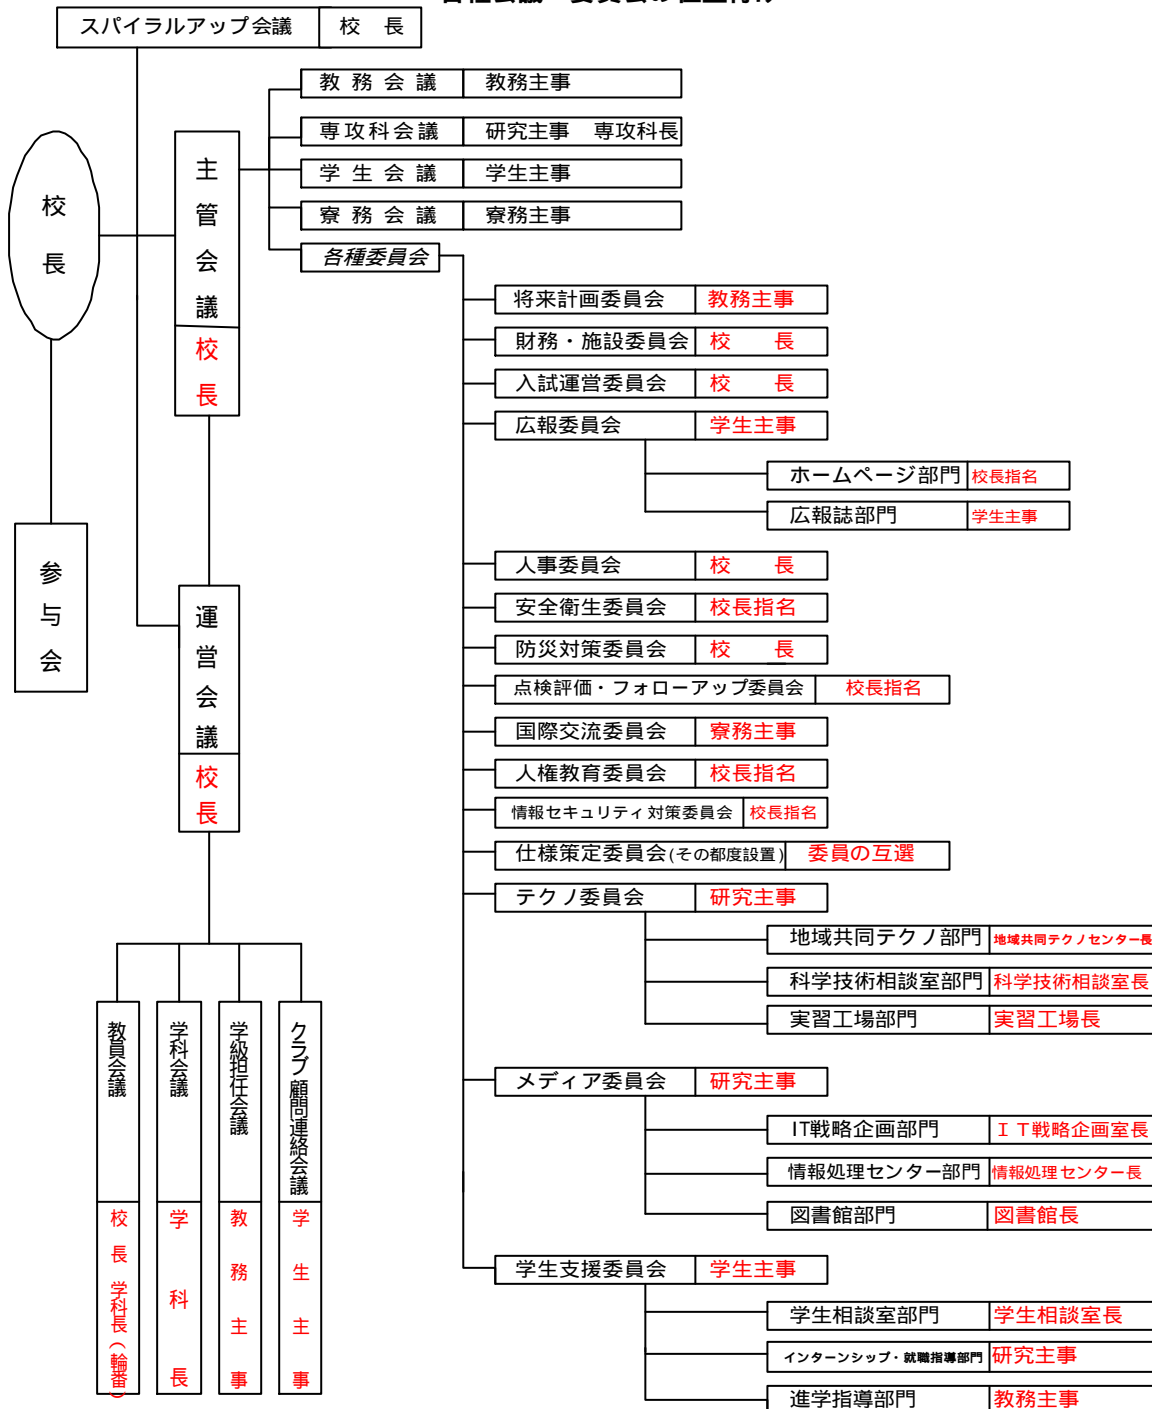 スパイラルアップ会議 校 長
教 務 会 議 教務主事
専攻科会議 研究主事 専攻科長
学 生 会 議 学生主事
寮 務 会 議 寮務主事
各種委員会
校長
主管会議
校長
参与会
運営会議
校長
将来計画委員会 教務主事
財務・施設委員会 校 長
入試運営委員会 校 長
広報委員会 学生主事
ホームページ部門 校長指名
広報誌部門 学生主事
人事委員会 校 長
安全衛生委員会 校長指名
防災対策委員会 校 長
点検評価・フォローアップ委員会 校長指名
国際交流委員会 寮務主事
人権教育委員会 校長指名
情報セキュリティ対策委員会 校長指名
仕様策定委員会(その都度設置) 委員の互選
テクノ委員会 研究主事
地域共同テクノ部門 地域共同テクノセンター長
科学技術相談室部門 科学技術相談室長
実習工場部門 実習工場長
メディア委員会 研究主事
IT戦略企画部門 ＩＴ戦略企画室長
情報処理センター部門 情報処理センター長
図書館部門 図書館長
学生支援委員会 学生主事
学生相談室部門 学生相談室長
インターンシップ・就職指導部門 研究主事
進学指導部門 教務主事
教員会議 校長 学科長（輪番）
学科会議 学科長
学級担任会議 教務主事
クラブ顧問連絡会議 学生主事